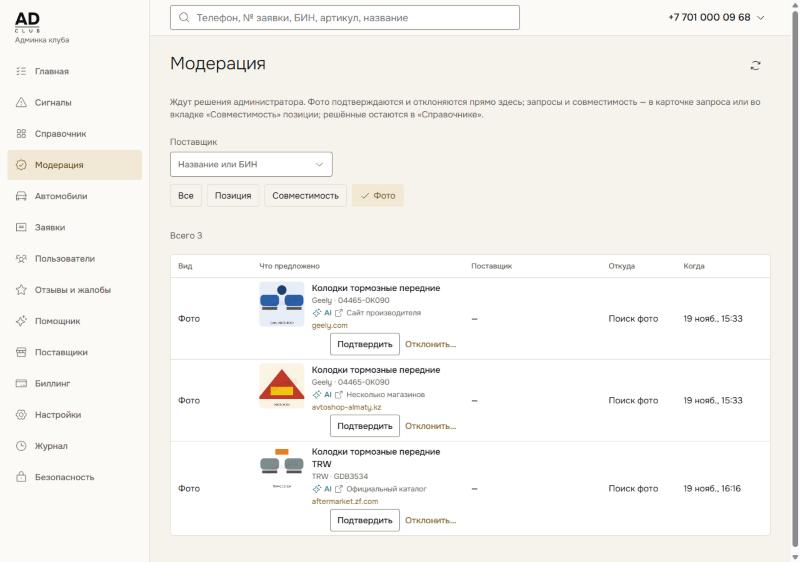 AD
CLUB
Админка клуба
Главная
Сигналы
Справочник
Модерация
Автомобили
Заявки
Пользователи
Отзывы и жалобы
Помощник
Поставщики
Биллинг
Настройки
Журнал
Безопасность
Телефон, № заявки, БИН, артикул, название
+7 701 000 09 68
Модерация
Ждут решения администратора. Фото подтверждаются и отклоняются прямо здесь; запросы и совместимость — в карточке запроса или во
вкладке «Совместимость» позиции; решённые остаются в «Справочнике».
Поставщик
Название или БИН
Все Позиция Совместимость Фото
Всего 3
Вид Что предложено Поставщик Откуда Когда
Колодки тормозные передние
Geely · 04465-0K090
AI Сайт производителя
Фото — Поиск фото 19 нояб., 15:33
geely.com
Подтвердить Отклонить...
Колодки тормозные передние
Geely · 04465-0K090
AI Несколько магазинов
Фото — Поиск фото 19 нояб., 15:33
avtoshop-almaty.kz
Подтвердить Отклонить...
Колодки тормозные передние
TRW
TRW · GDB3534
AI Официальный каталог
Фото — Поиск фото 19 нояб., 16:16
aftermarket.zf.com
Подтвердить Отклонить...